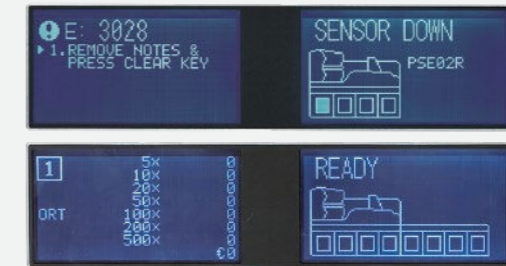 E: 3028
1.REMOVE NOTES &
PRESS CLEAR KEY
SENSOR DOWN
PSE02R
1
5× 0
10× 0
20× 0
50× 0
ORT 100× 0
200× 0
500× 0
€0
READY